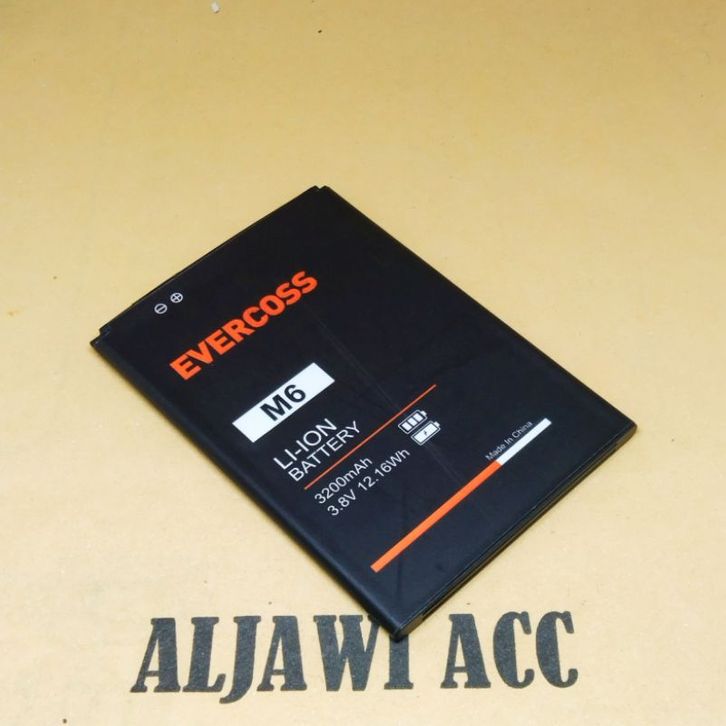 EVERCOSS
M6
LI-ION
BATTERY
3200mAh
3.8V 12.16Wh
Made In China
ALJAWI ACC